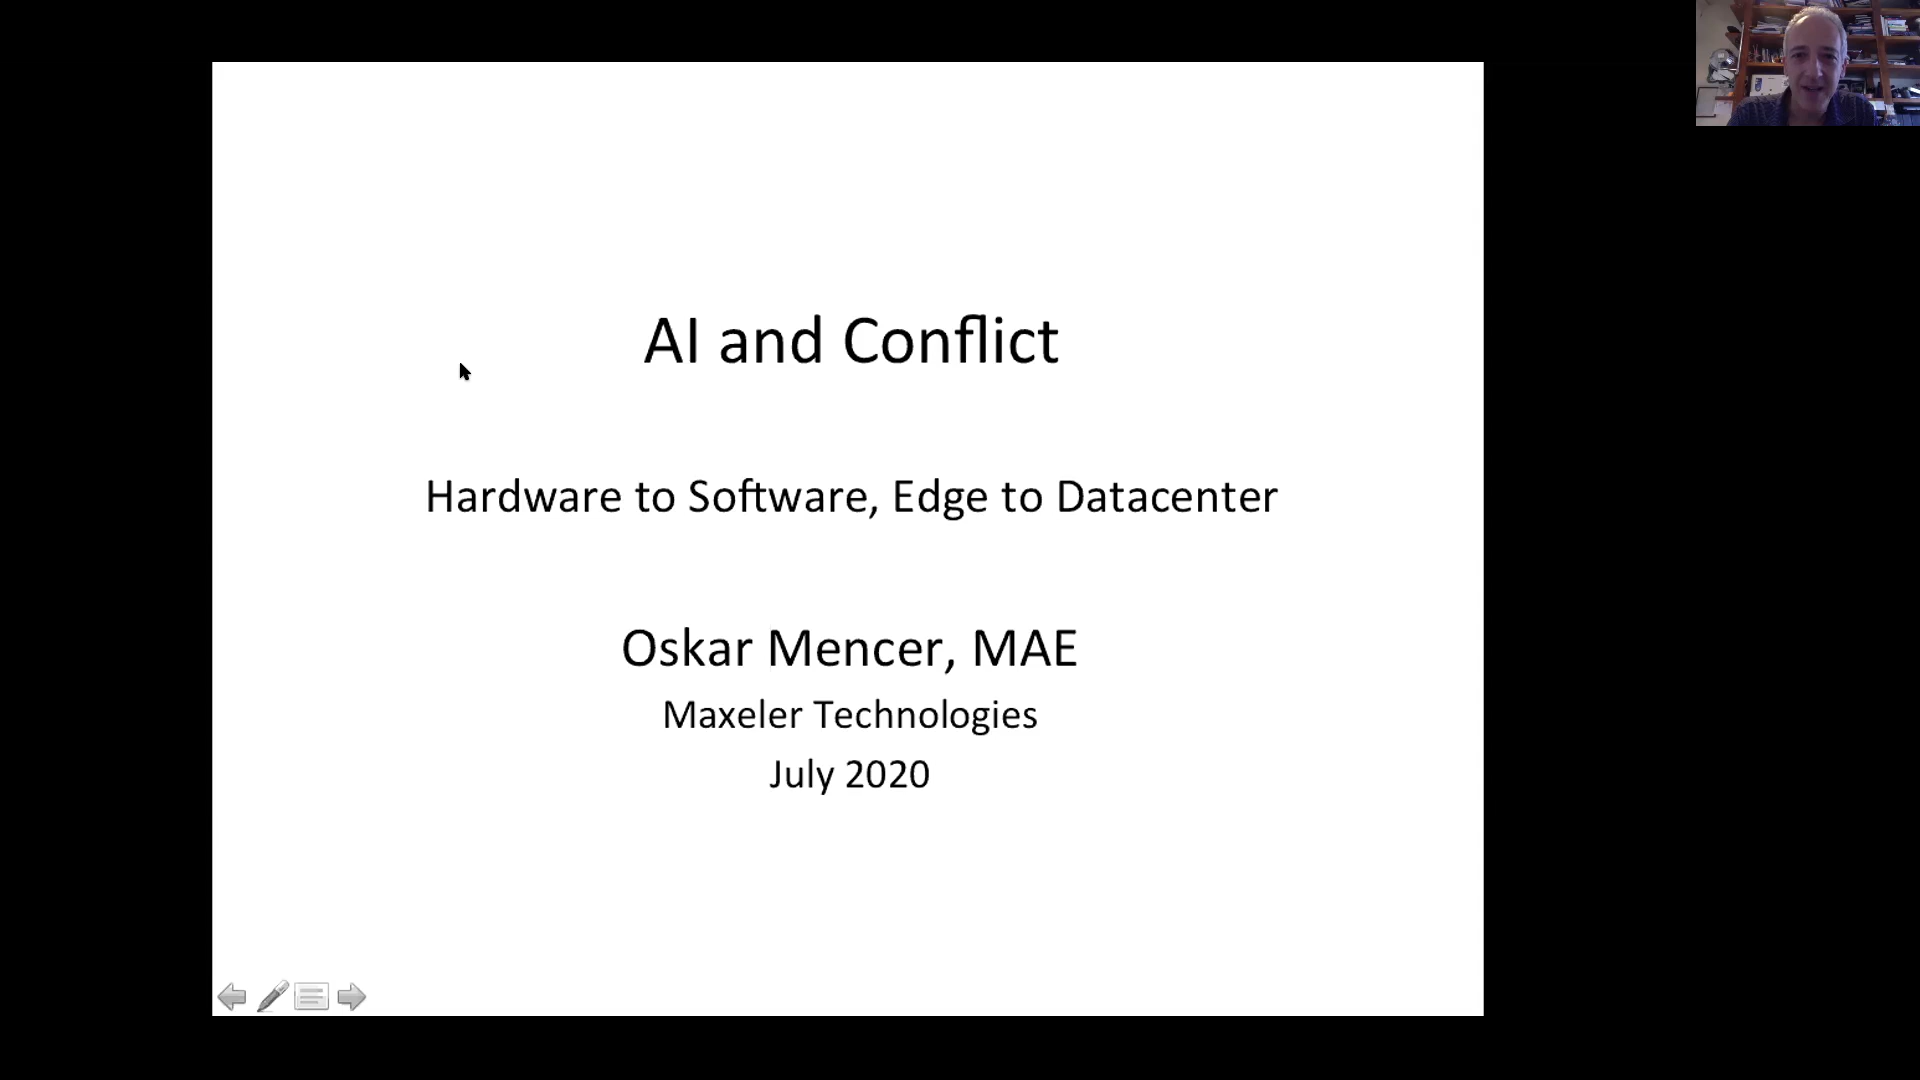 AI and Conflict
Hardware to Software, Edge to Datacenter
Oskar Mencer, MAE
Maxeler Technologies
July 2020